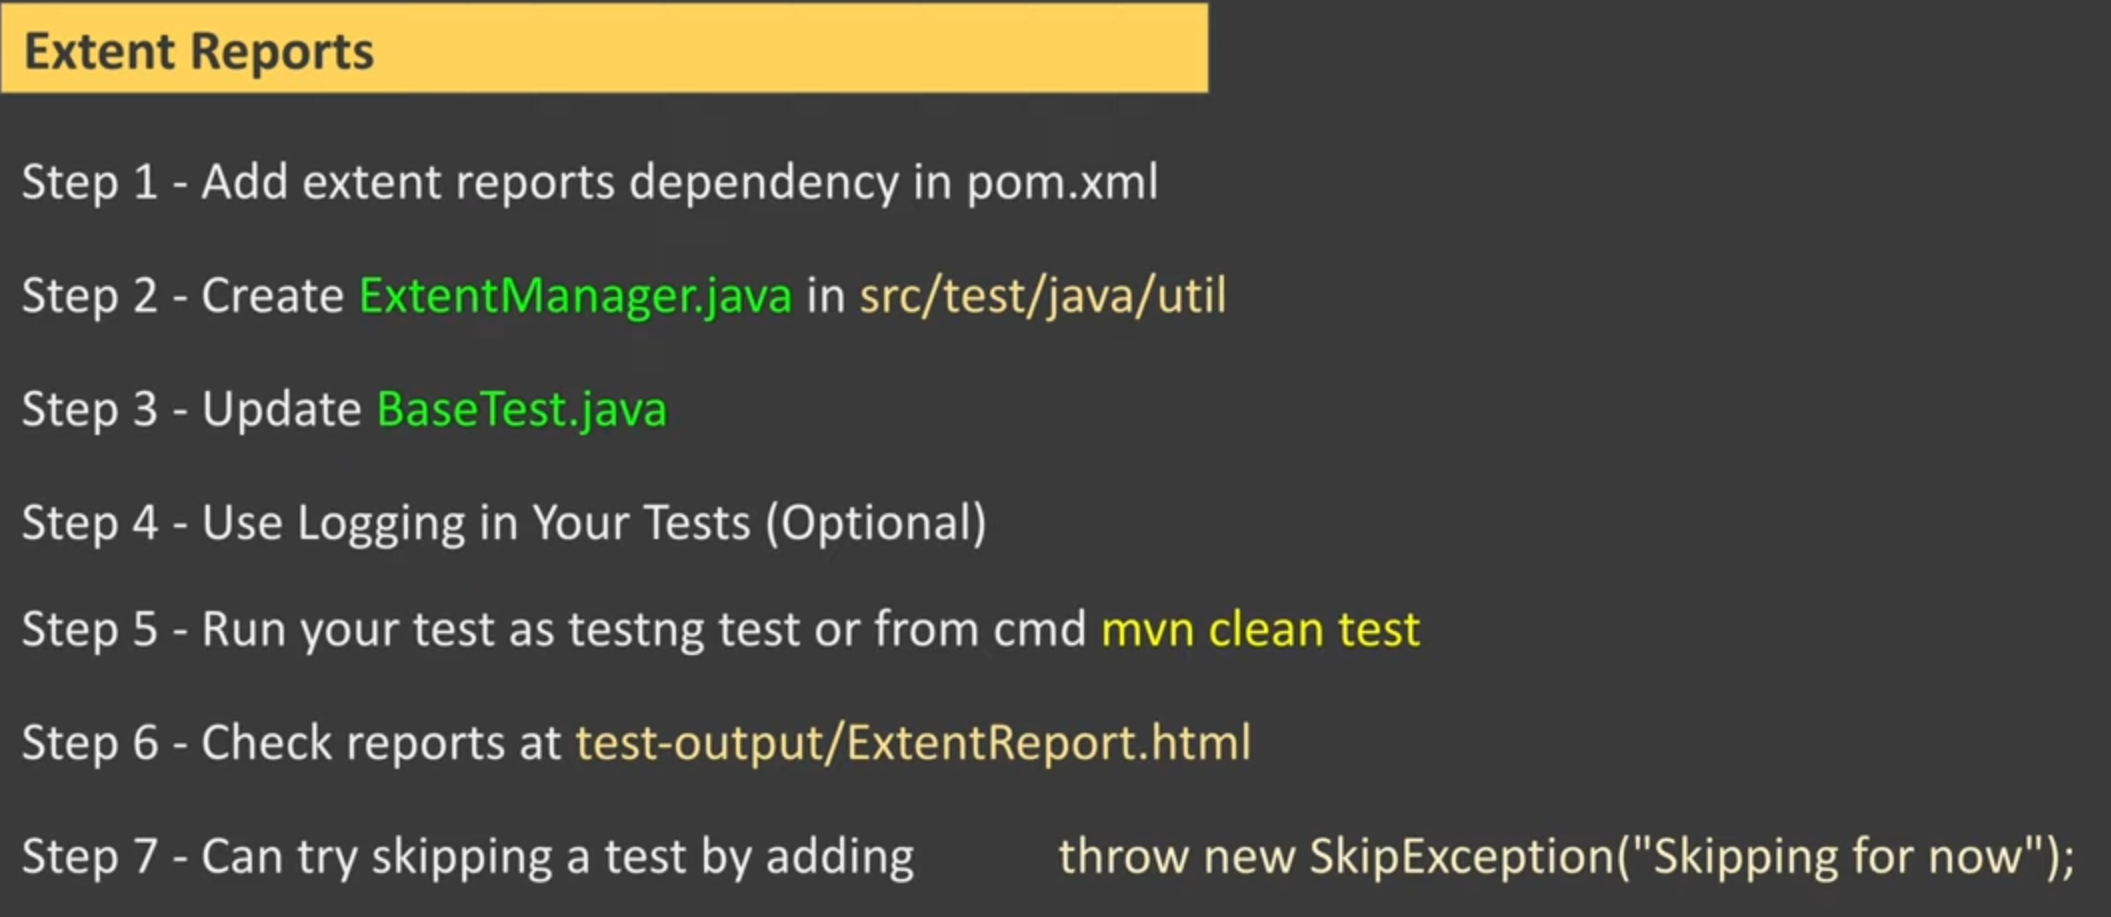 Extent Reports
Step 1 - Add extent reports dependency in pom.xml
Step 2 - Create ExtentManager.java in src/test/java/util
Step 3 - Update BaseTest.java
Step 4 - Use Logging in Your Tests (Optional)
Step 5 - Run your test as testng test or from cmd mvn clean test
Step 6 - Check reports at test-output/ExtentReport.html
Step 7 - Can try skipping a test by adding throw new SkipException("Skipping for now");